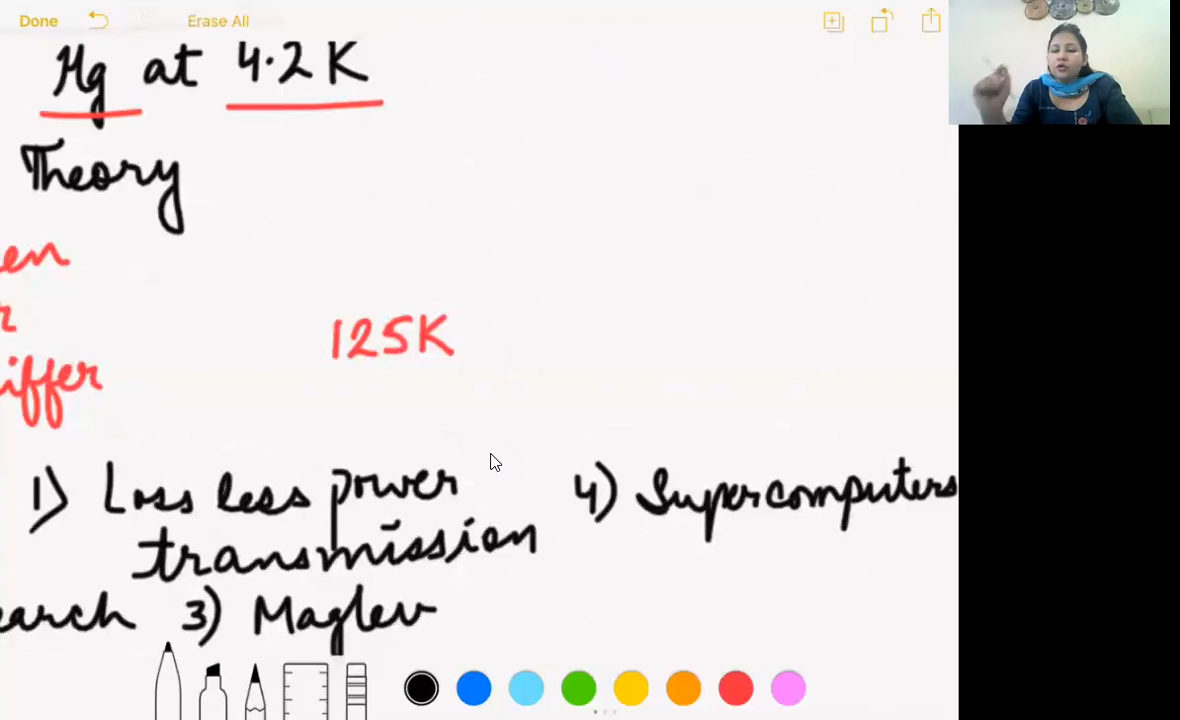 Done Erase All
Hg at 4.2 K
Theory
en
r
iffer
125K
1) Loss less power 4) Supercomputers
transmission
earch 3) Maglev